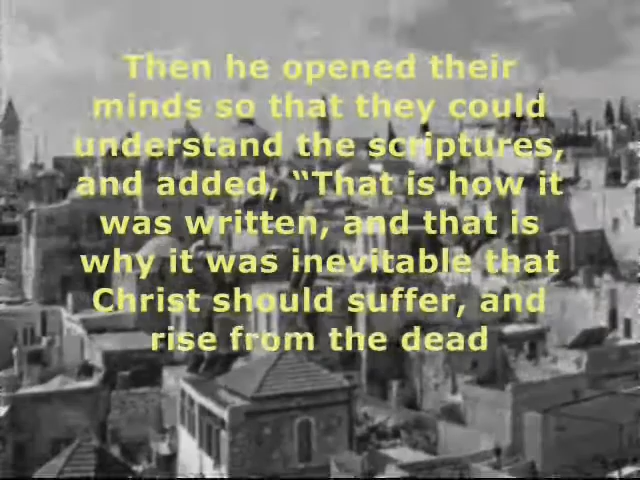 Then he opened their
minds so that they could
understand the scriptures,
and added, “That is how it
was written, and that is
why it was inevitable that
Christ should suffer, and
rise from the dead